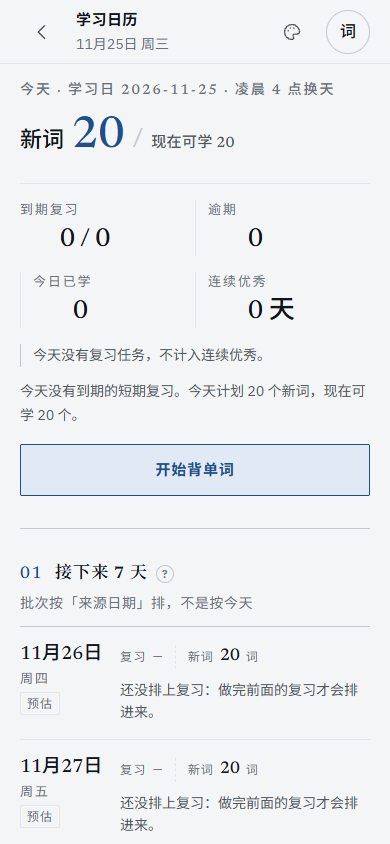 学习日历
11月25日 周三
词
今天 · 学习日 2026-11-25 · 凌晨 4 点换天
新词 20 / 现在可学 20
到期复习
0 / 0
逾期
0
今日已学
0
连续优秀
0 天
今天没有复习任务，不计入连续优秀。
今天没有到期的短期复习。今天计划 20 个新词，现在可
学 20 个。
开始背单词
01 接下来 7 天 ?
批次按「来源日期」排，不是按今天
11月26日
周四
预估
复习 — 新词 20 词
还没排上复习：做完前面的复习才会排
进来。
11月27日
周五
预估
复习 — 新词 20 词
还没排上复习：做完前面的复习才会排
进来。